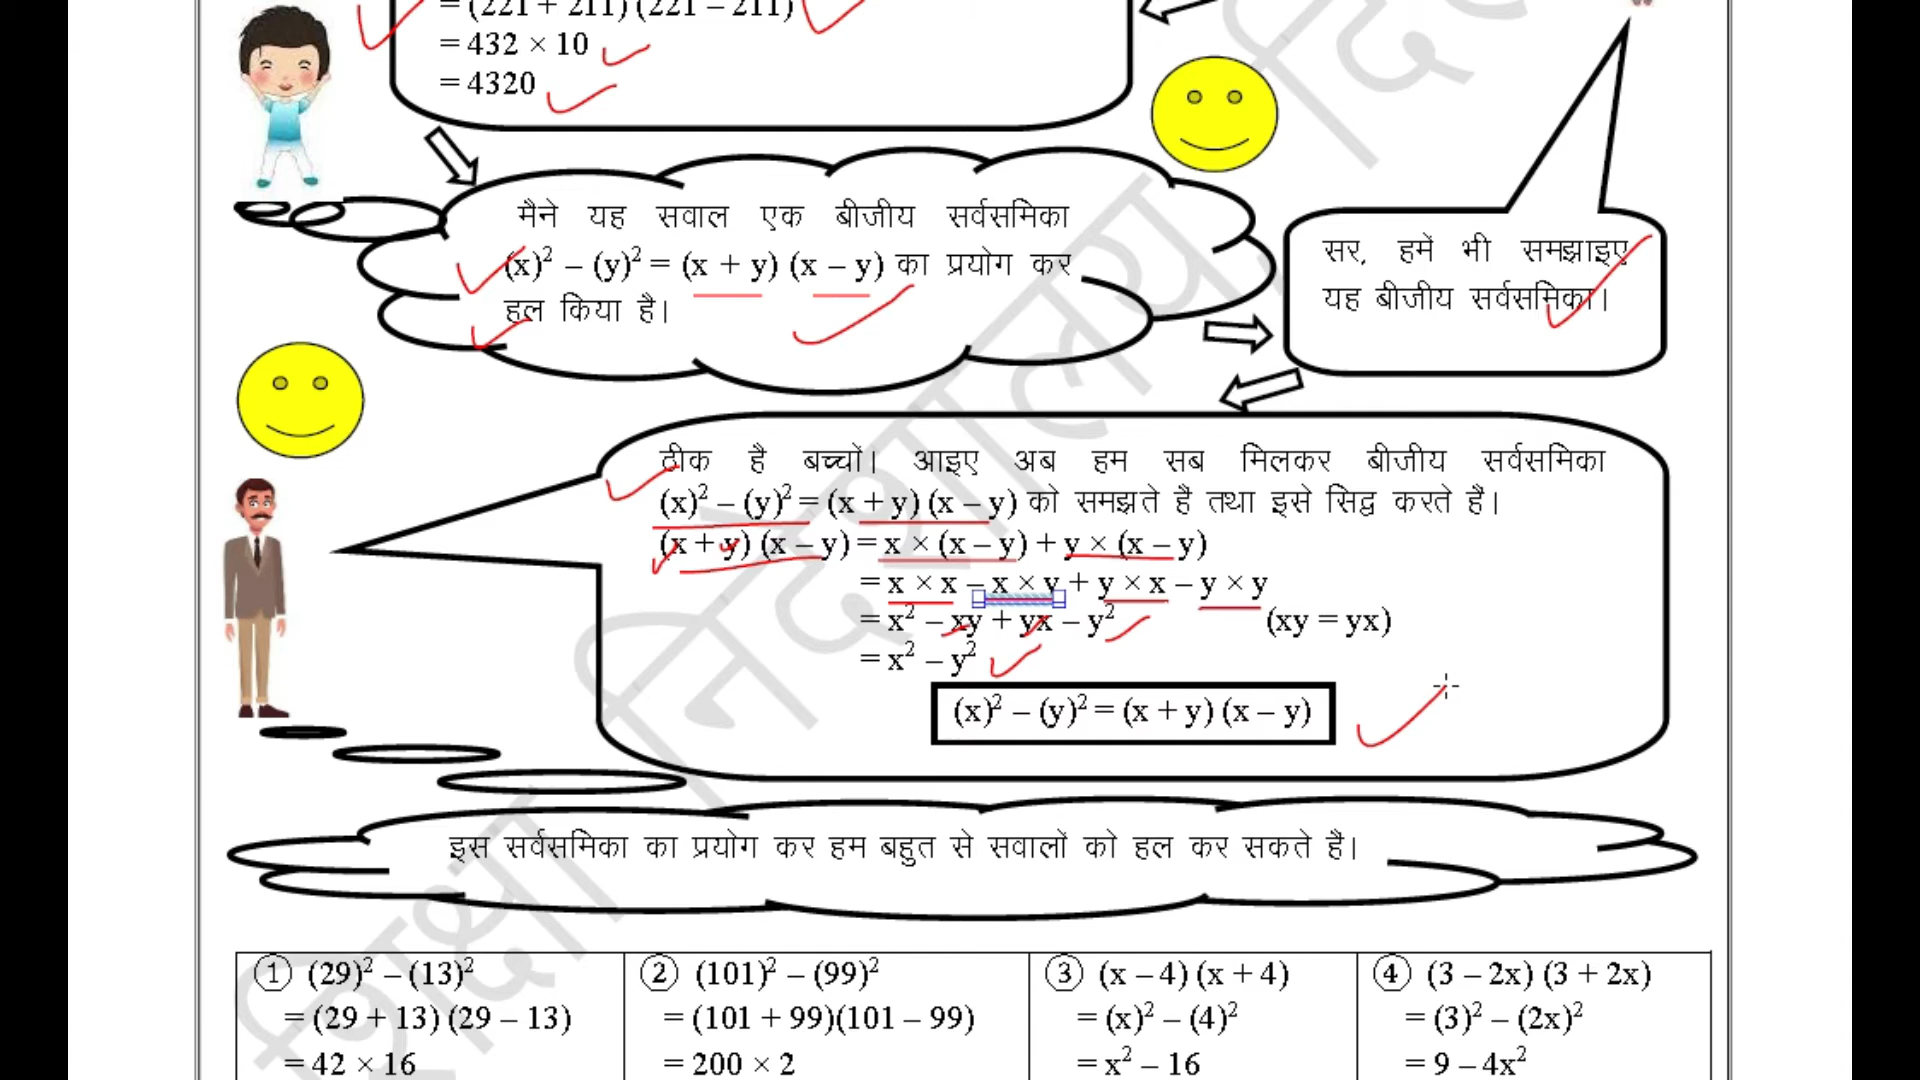 = (221 + 211) (221 – 211)
= 432 × 10
= 4320
मैने यह सवाल एक बीजीय सर्वसमिका
(x)² – (y)² = (x + y) (x – y) का प्रयोग कर
हल किया है।
सर, हमें भी समझाइए
यह बीजीय सर्वसमिका।
ठीक है बच्चों। आइए अब हम सब मिलकर बीजीय सर्वसमिका
(x)² – (y)² = (x + y) (x – y) को समझते हैं तथा इसे सिद्व करते हैं।
(x + y) (x – y) = x × (x – y) + y × (x – y)
= x × x – x × y + y × x – y × y
= x² – xy + yx – y² (xy = yx)
= x² – y²
(x)² – (y)² = (x + y) (x – y)
इस सर्वसमिका का प्रयोग कर हम बहुत से सवालों को हल कर सकते हैं।
① (29)² – (13)²
= (29 + 13) (29 – 13)
= 42 × 16
② (101)² – (99)²
= (101 + 99)(101 – 99)
= 200 × 2
③ (x – 4) (x + 4)
= (x)² – (4)²
= x² – 16
④ (3 – 2x) (3 + 2x)
= (3)² – (2x)²
= 9 – 4x²
शिक्षा निदेशालय,